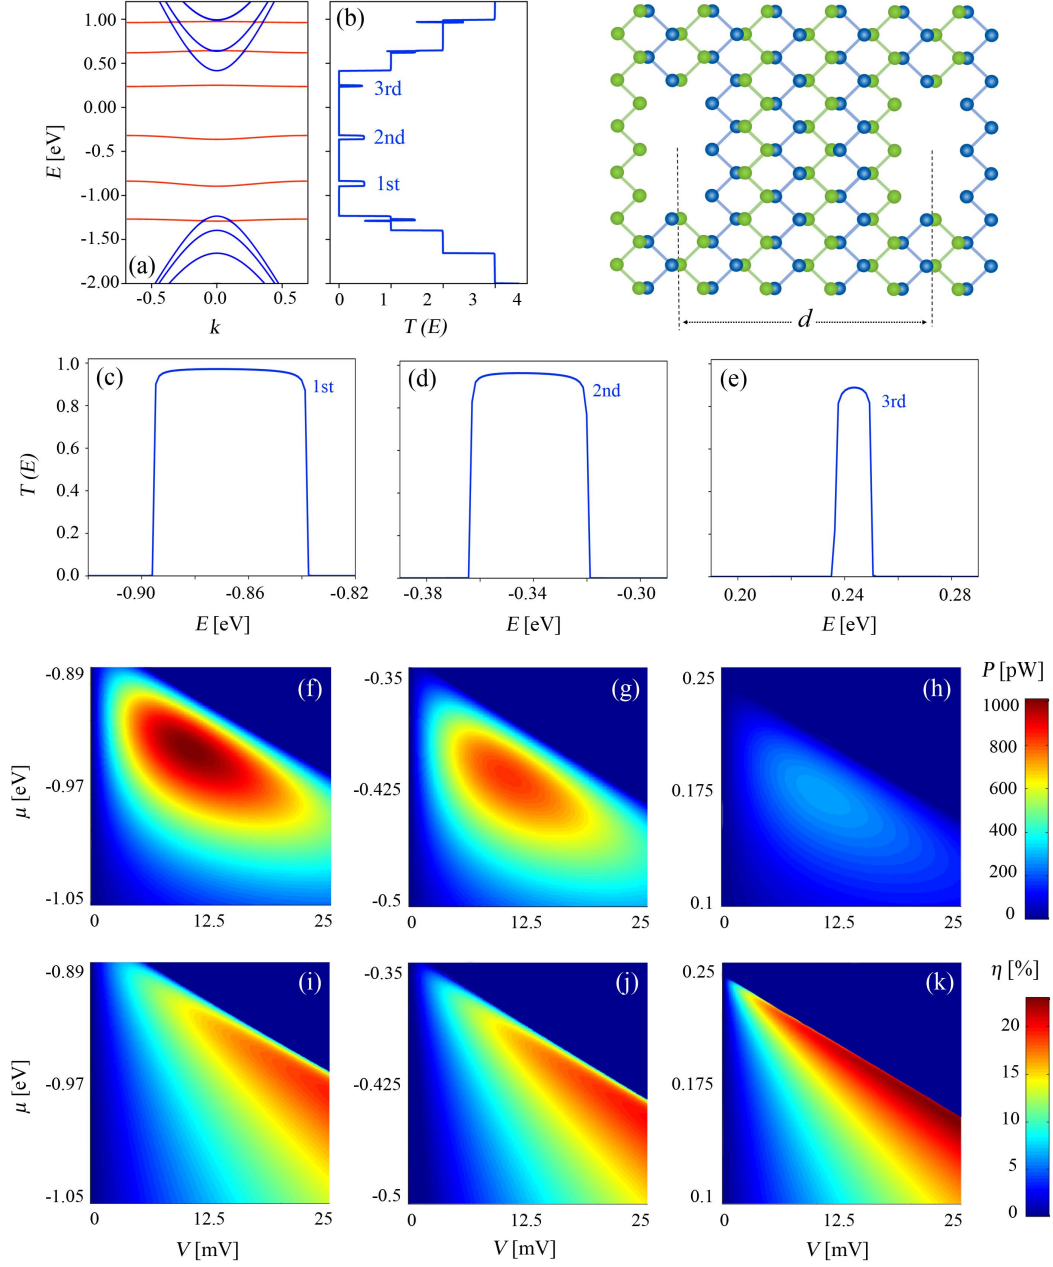 1.00
0.50
0.00
-0.5
-1.00
-1.50
-2.00
E [eV]
(a)
-0.5
0.0
0.5
k
(b)
3rd
2nd
1st
0
1
2
3
4
T (E)
d
(c)
1st
1.0
0.8
0.6
0.4
0.2
0.0
T (E)
-0.90
-0.86
-0.82
E [eV]
(d)
2nd
-0.38
-0.34
-0.30
E [eV]
(e)
3rd
0.20
0.24
0.28
E [eV]
(f)
-0.89
-0.97
-1.05
μ [eV]
0
12.5
25
(g)
-0.35
-0.425
-0.5
0
12.5
25
(h)
0.25
0.175
0.1
0
12.5
25
P [pW]
1000
800
600
400
200
0
(i)
-0.89
-0.97
-1.05
μ [eV]
0
12.5
25
V [mV]
(j)
-0.35
-0.425
-0.5
0
12.5
25
V [mV]
(k)
0.25
0.175
0.1
0
12.5
25
V [mV]
η [%]
20
15
10
5
0